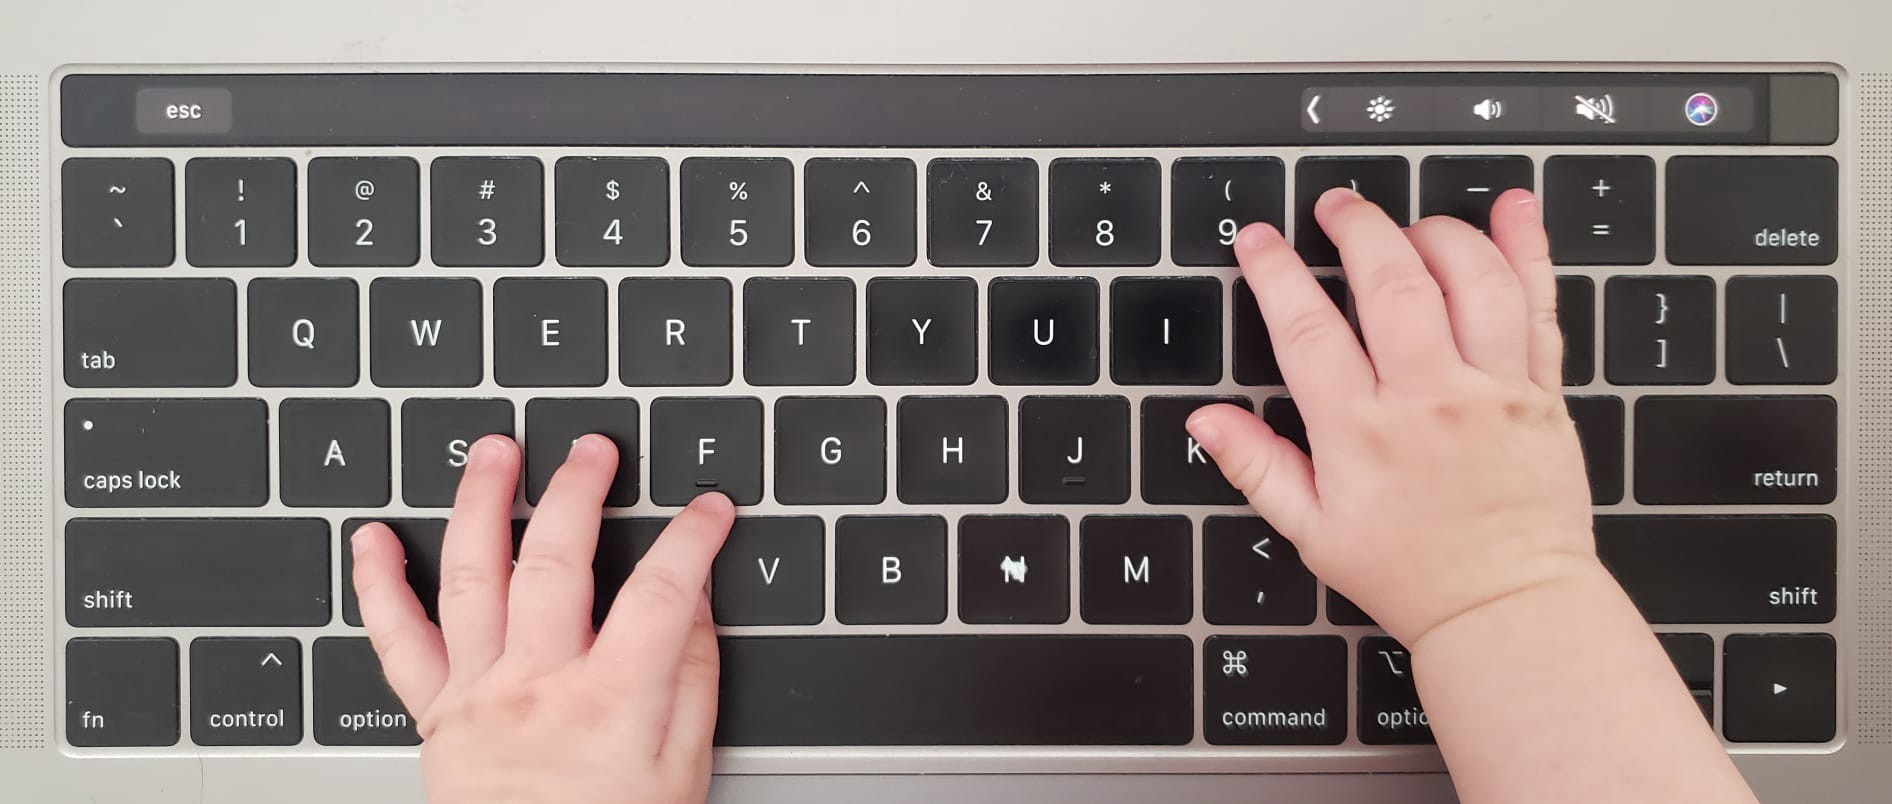 esc
~ ! @ # $ % ^ & * ( ) — +
` 1 2 3 4 5 6 7 8 9 = delete
Q W E R T Y U I } |
tab ] \
A S F G H J K
caps lock return
V B N M <
shift , shift
^ ⌘ ⌥ ►
fn control option command